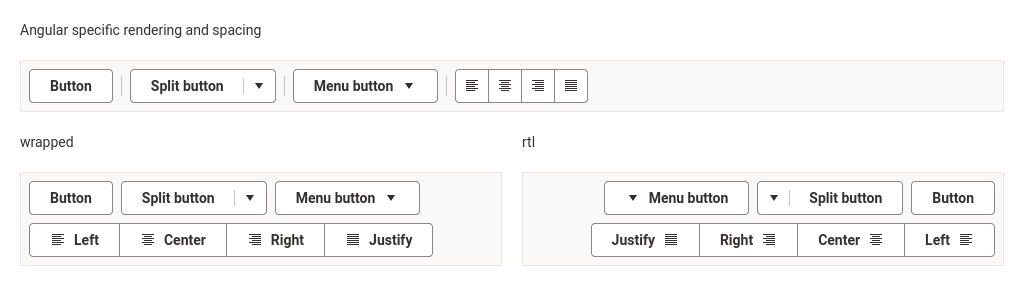 Angular specific rendering and spacing
Button Split button Menu button
wrapped
rtl
Button Split button Menu button
Left Center Right Justify
Menu button Split button Button
Justify Right Center Left